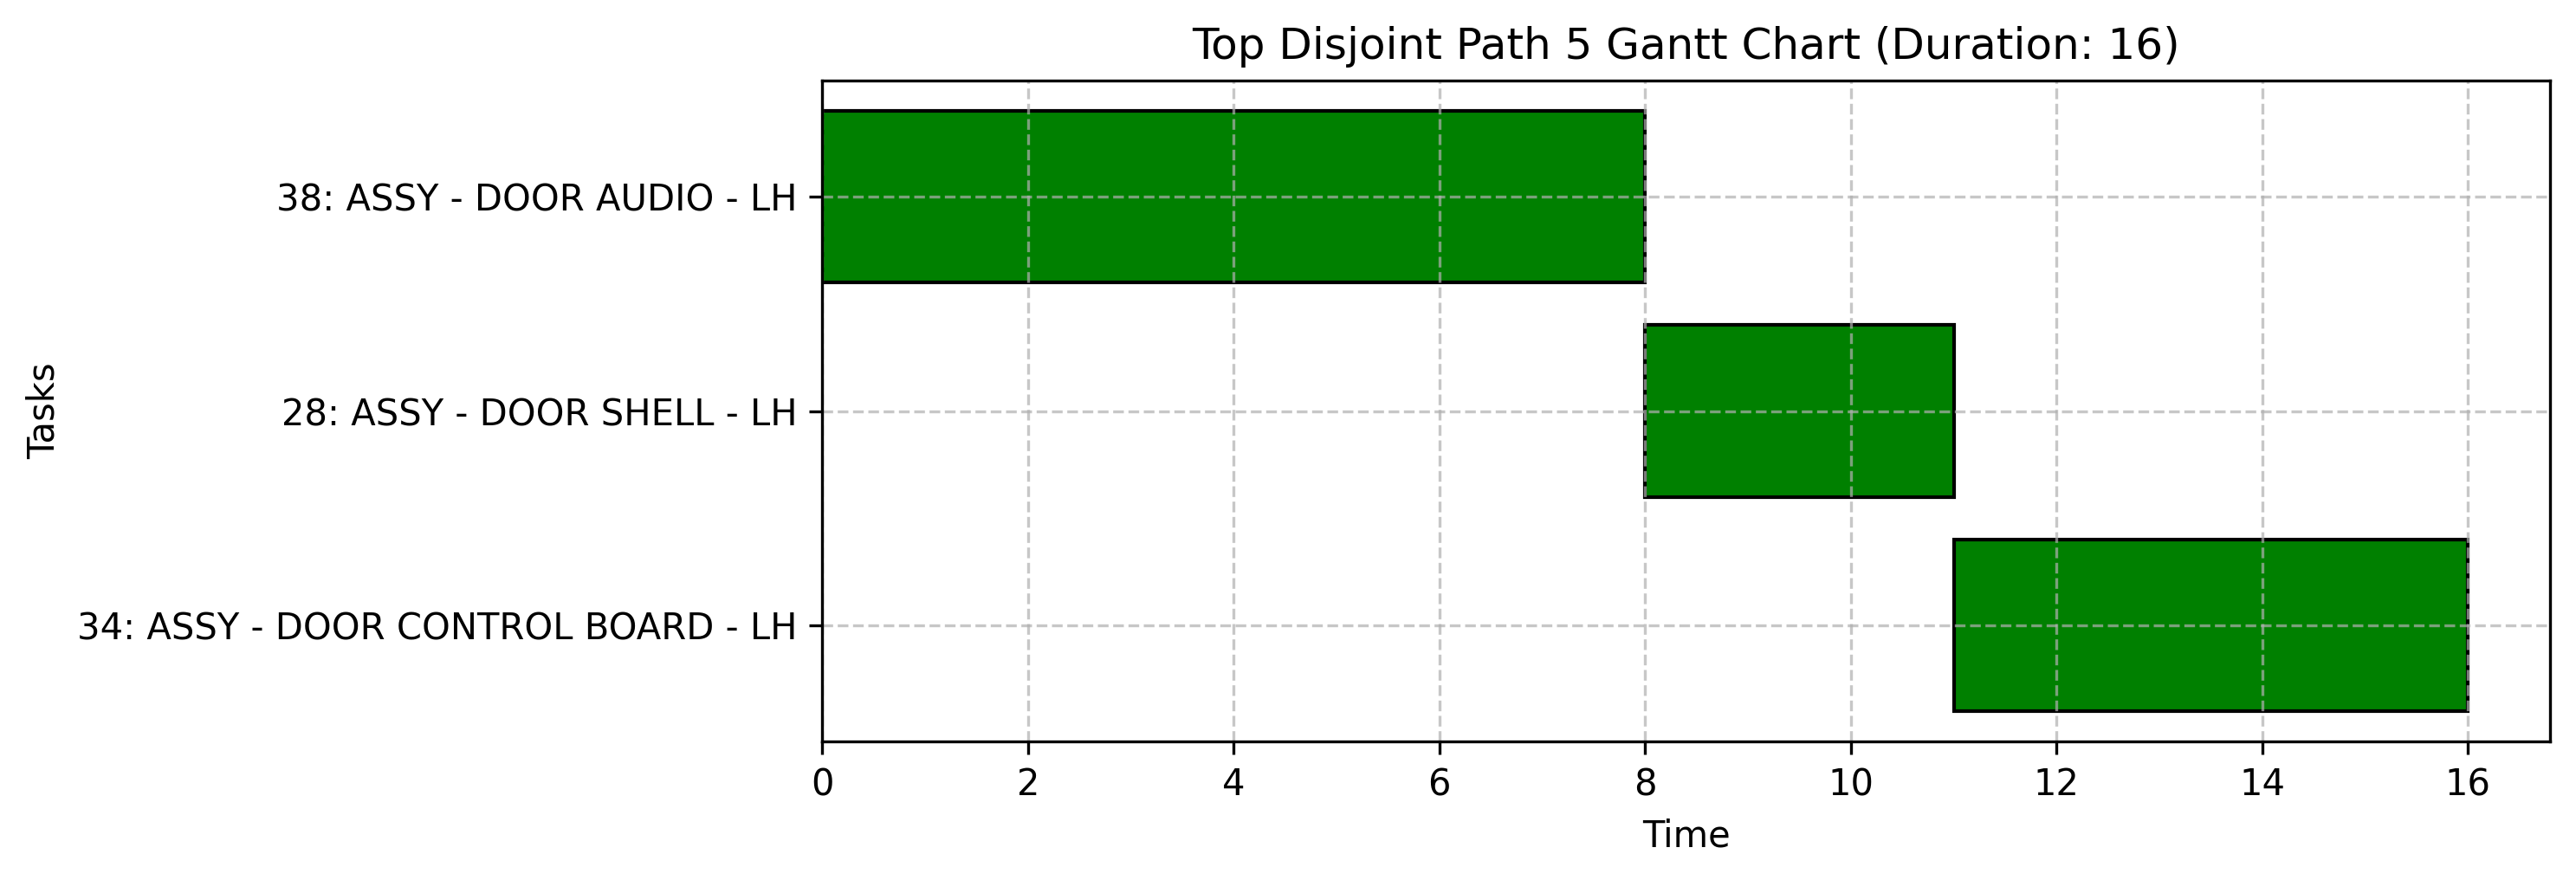 Top Disjoint Path 5 Gantt Chart (Duration: 16)
38: ASSY - DOOR AUDIO - LH
28: ASSY - DOOR SHELL - LH
34: ASSY - DOOR CONTROL BOARD - LH
Tasks
0 2 4 6 8 10 12 14 16
Time